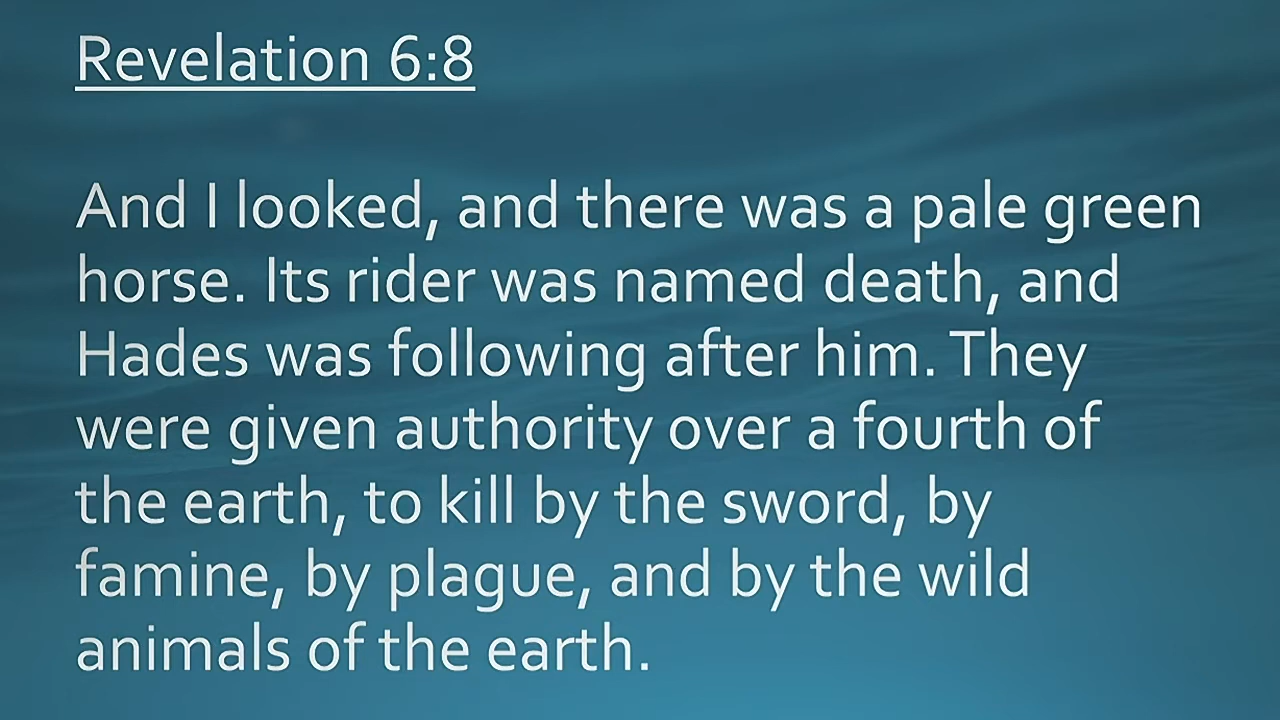 Revelation 6:8
And I looked, and there was a pale green
horse. Its rider was named death, and
Hades was following after him. They
were given authority over a fourth of
the earth, to kill by the sword, by
famine, by plague, and by the wild
animals of the earth.